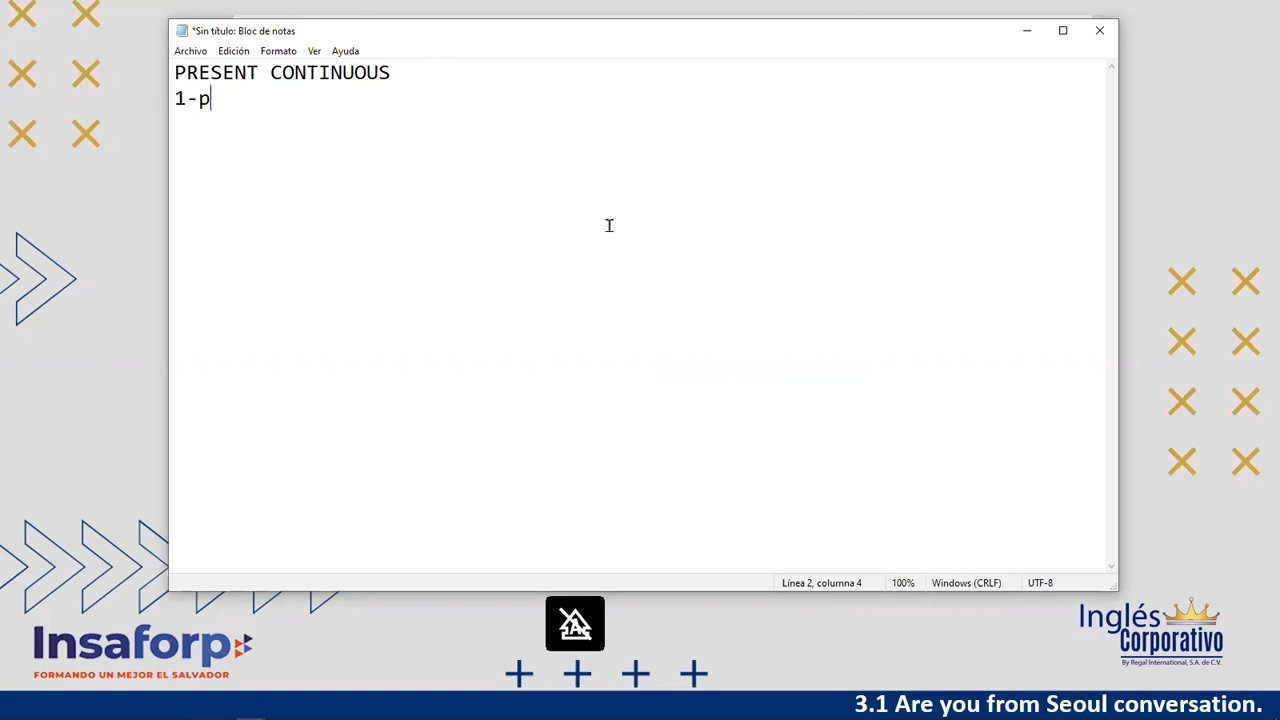 *Sin título: Bloc de notas
Archivo Edición Formato Ver Ayuda
PRESENT CONTINUOUS
1-p
Línea 2, columna 4 100% Windows (CRLF) UTF-8
Insaforp
FORMANDO UN MEJOR EL SALVADOR
A
Inglés
Corporativo
By Regal International, S.A. de C.V.
3.1 Are you from Seoul conversation.